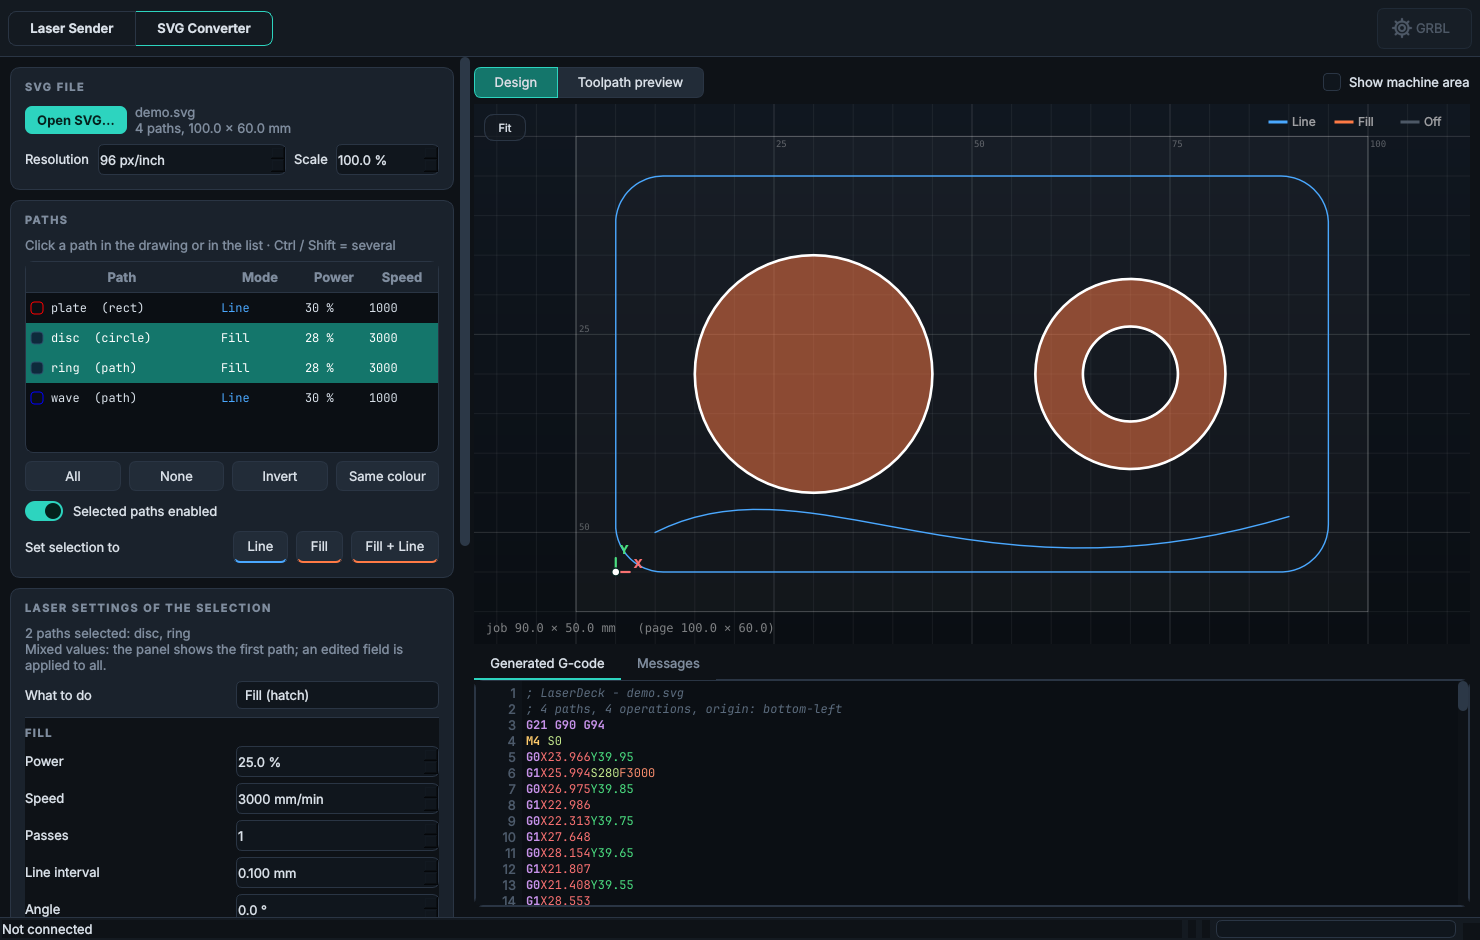 Laser Sender
SVG Converter
GRBL
SVG FILE
Open SVG...
demo.svg
4 paths, 100.0 × 60.0 mm
Resolution 96 px/inch Scale 100.0 %
PATHS
Click a path in the drawing or in the list · Ctrl / Shift = several
Path Mode Power Speed
plate (rect) Line 30 % 1000
disc (circle) Fill 28 % 3000
ring (path) Fill 28 % 3000
wave (path) Line 30 % 1000
All None Invert Same colour
Selected paths enabled
Set selection to Line Fill Fill + Line
LASER SETTINGS OF THE SELECTION
2 paths selected: disc, ring
Mixed values: the panel shows the first path; an edited field is
applied to all.
What to do Fill (hatch)
FILL
Power 25.0 %
Speed 3000 mm/min
Passes 1
Line interval 0.100 mm
Angle 0.0 °
Design Toolpath preview Show machine area
Fit
Line Fill Off
25 50 75 100
25
50
Y
X
job 90.0 × 50.0 mm (page 100.0 × 60.0)
Generated G-code Messages
1 ; LaserDeck - demo.svg
2 ; 4 paths, 4 operations, origin: bottom-left
3 G21 G90 G94
4 M4 S0
5 G0X23.966Y39.95
6 G1X25.994S280F3000
7 G0X26.975Y39.85
8 G1X22.986
9 G0X22.313Y39.75
10 G1X27.648
11 G0X28.154Y39.65
12 G1X21.807
13 G0X21.408Y39.55
14 G1X28.553
Not connected